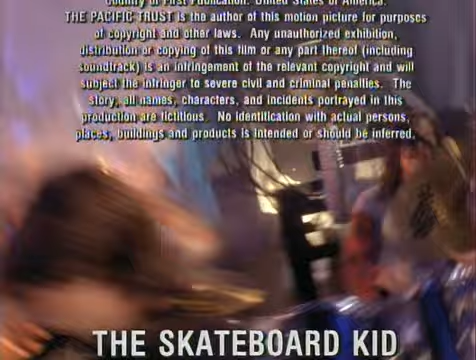 Country of First Publication: United States of America.
THE PACIFIC TRUST is the author of this motion picture for purposes
of copyright and other laws. Any unauthorized exhibition,
distribution or copying of this film or any part thereof (including
soundtrack) is an infringement of the relevant copyright and will
subject the infringer to severe civil and criminal penalties. The
story, all names, characters, and incidents portrayed in this
production are fictitious. No identification with actual persons,
places, buildings and products is intended or should be inferred.
THE SKATEBOARD KID